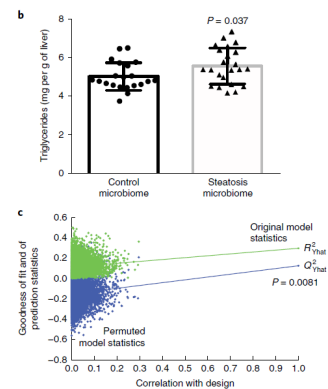 b
P = 0.037
Triglycerides (mg per g of liver)
8
6
4
2
0
Control
microbiome
Steatosis
microbiome
c
Goodness of fit and of
prediction statistics
0.6
0.4
0.2
0.0
−0.2
−0.4
−0.6
−0.8
Original model
statistics
R²Yhat
Q²Yhat
P = 0.0081
Permuted
model statistics
0.0 0.1 0.2 0.3 0.4 0.5 0.6 0.7 0.8 0.9 1.0
Correlation with design